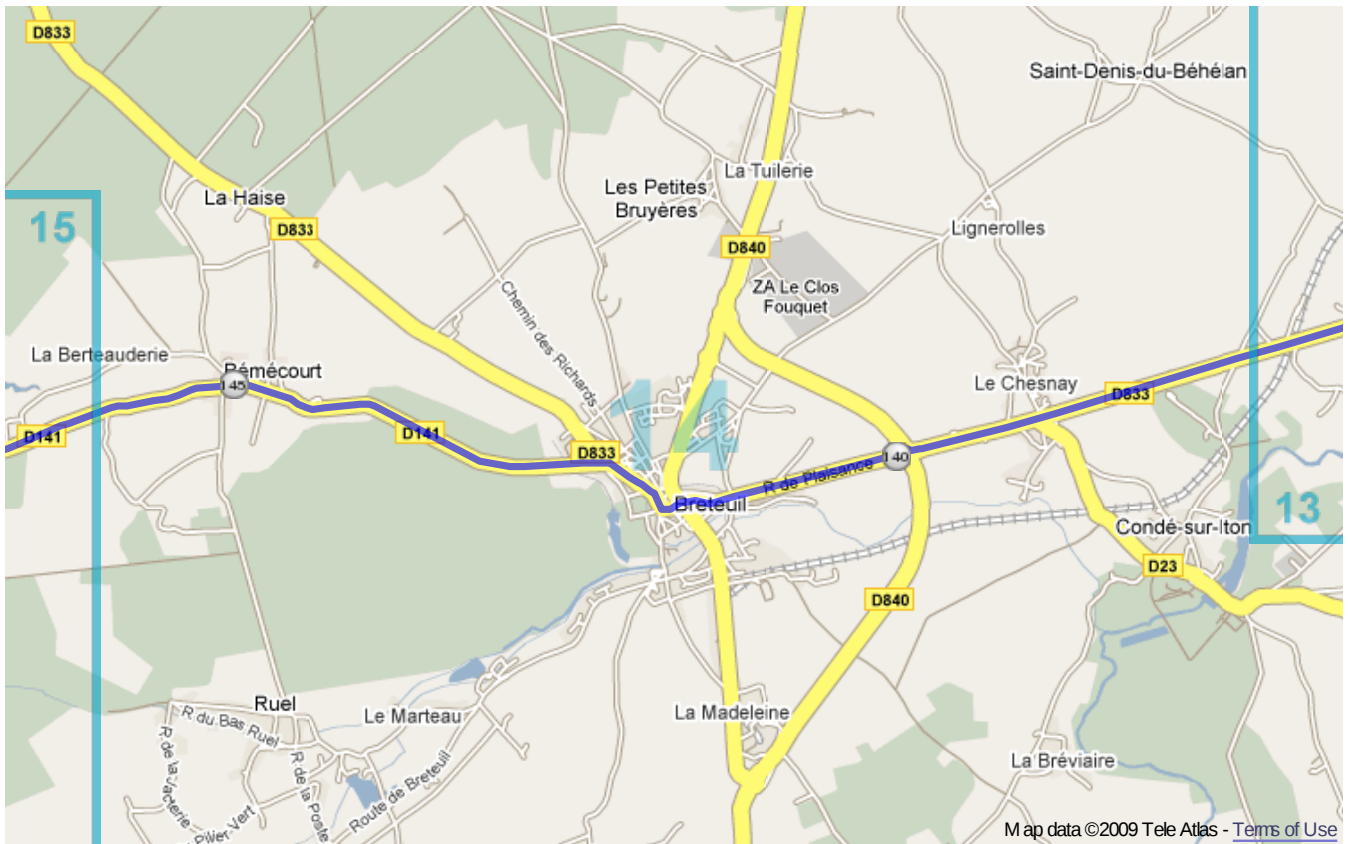 D833
Saint-Denis-du-Béhélan
La Tuilerie
Les Petites
Bruyères
La Haise
15
D833
Lignerolles
D840
ZA Le Clos
Fouquet
Chemin des Richards
La Berteauderie
Bémécourt
145
Le Chesnay
D833
14
D141
D141
D833
140
R de Plaisance
Breteuil
13
Condé-sur-Iton
D23
D840
Ruel
R du Bas Ruel
Le Marteau
La Madeleine
R de la Poste
Route de Breteuil
La Bréviaire
Pilier Vert
Map data ©2009 Tele Atlas - Terms of Use